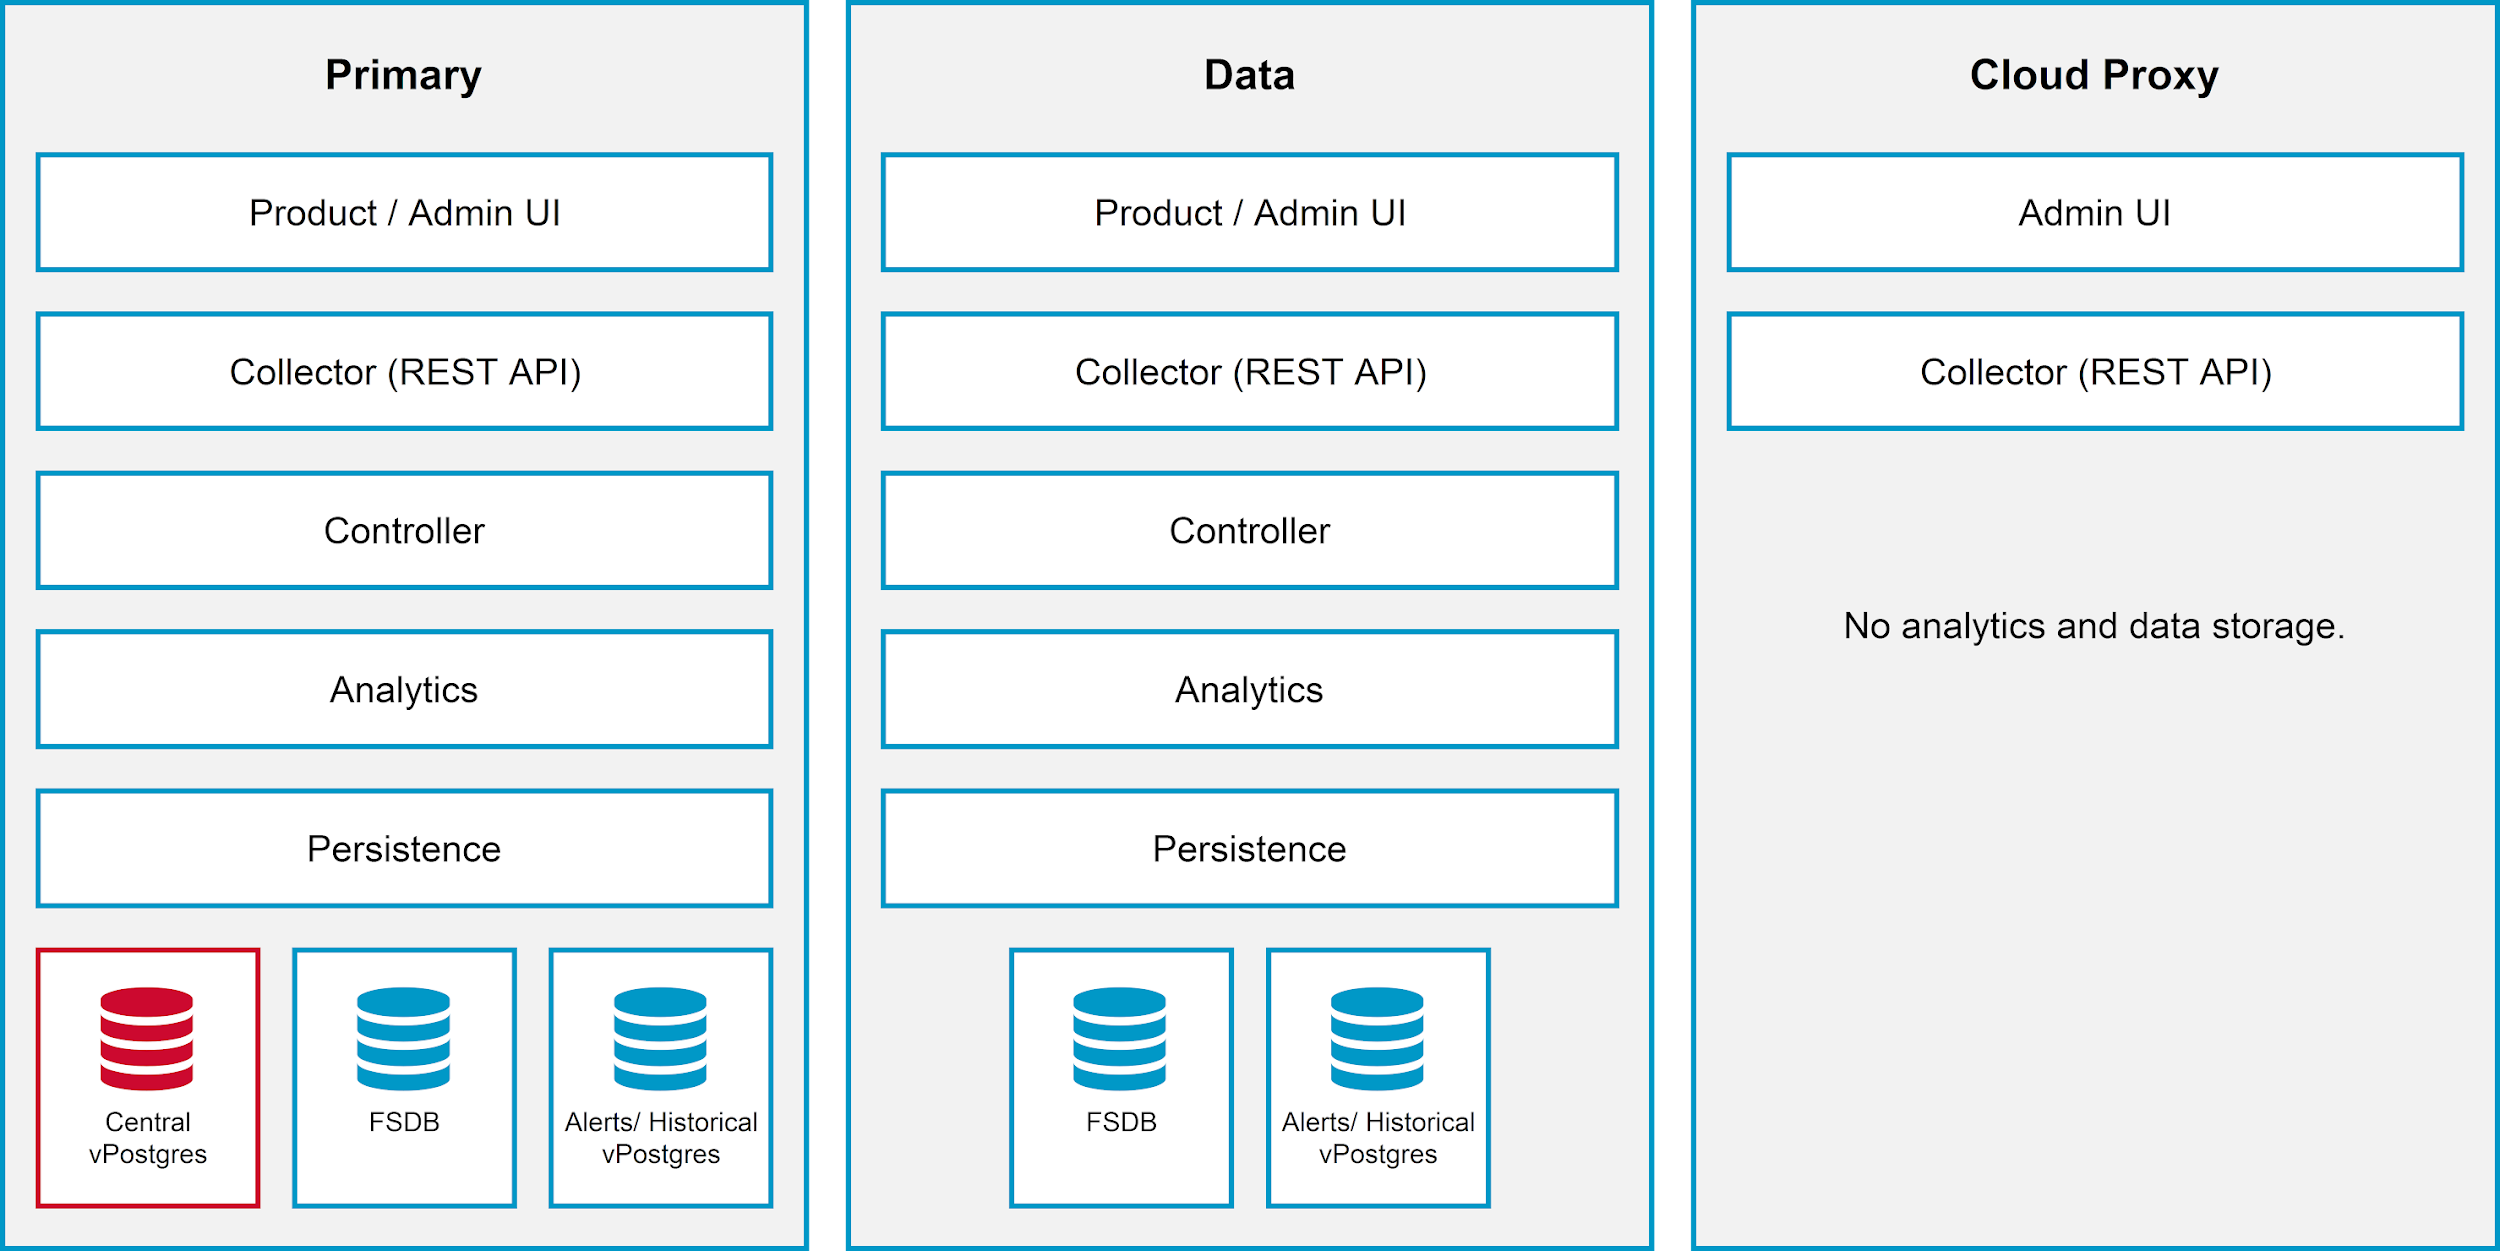 Primary
Product / Admin UI
Collector (REST API)
Controller
Analytics
Persistence
Central
vPostgres
FSDB
Alerts/ Historical
vPostgres
Data
Product / Admin UI
Collector (REST API)
Controller
Analytics
Persistence
FSDB
Alerts/ Historical
vPostgres
Cloud Proxy
Admin UI
Collector (REST API)
No analytics and data storage.